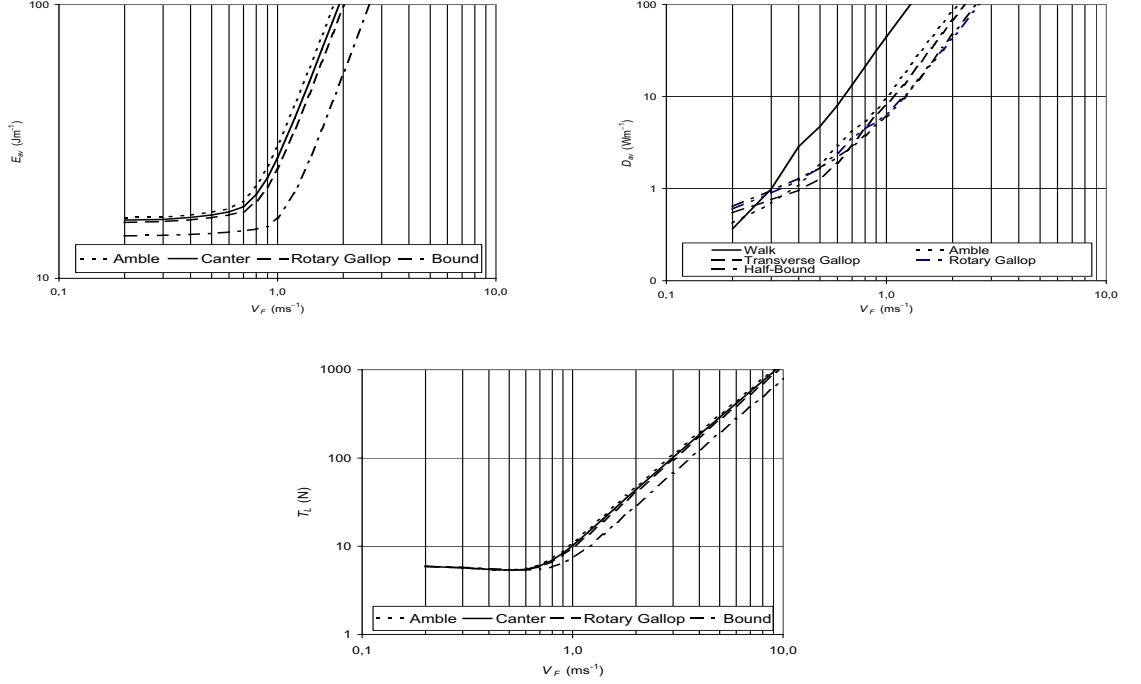 100
E_av (Jm⁻¹)
Amble Canter Rotary Gallop Bound
10
0,1 1,0 10,0
V_F (ms⁻¹)
100
10
D_av (Wm⁻¹)
1
Walk Amble
Transverse Gallop Rotary Gallop
Half-Bound
0
0,1 1,0 10,0
V_F (ms⁻¹)
1000
100
T_L (N)
10
Amble Canter Rotary Gallop Bound
1
0,1 1,0 10,0
V_F (ms⁻¹)